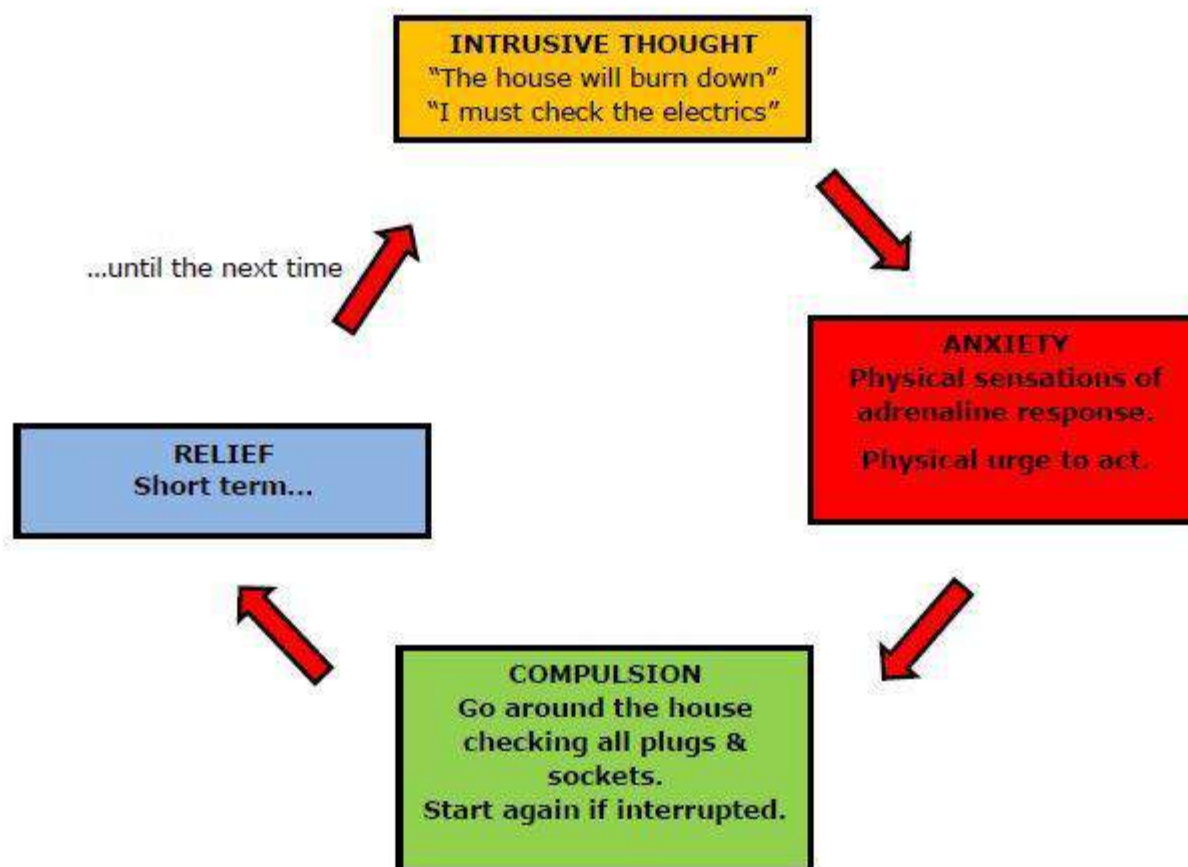 INTRUSIVE THOUGHT
“The house will burn down”
“I must check the electrics”
...until the next time
ANXIETY
Physical sensations of
adrenaline response.
Physical urge to act.
RELIEF
Short term...
COMPULSION
Go around the house
checking all plugs &
sockets.
Start again if interrupted.